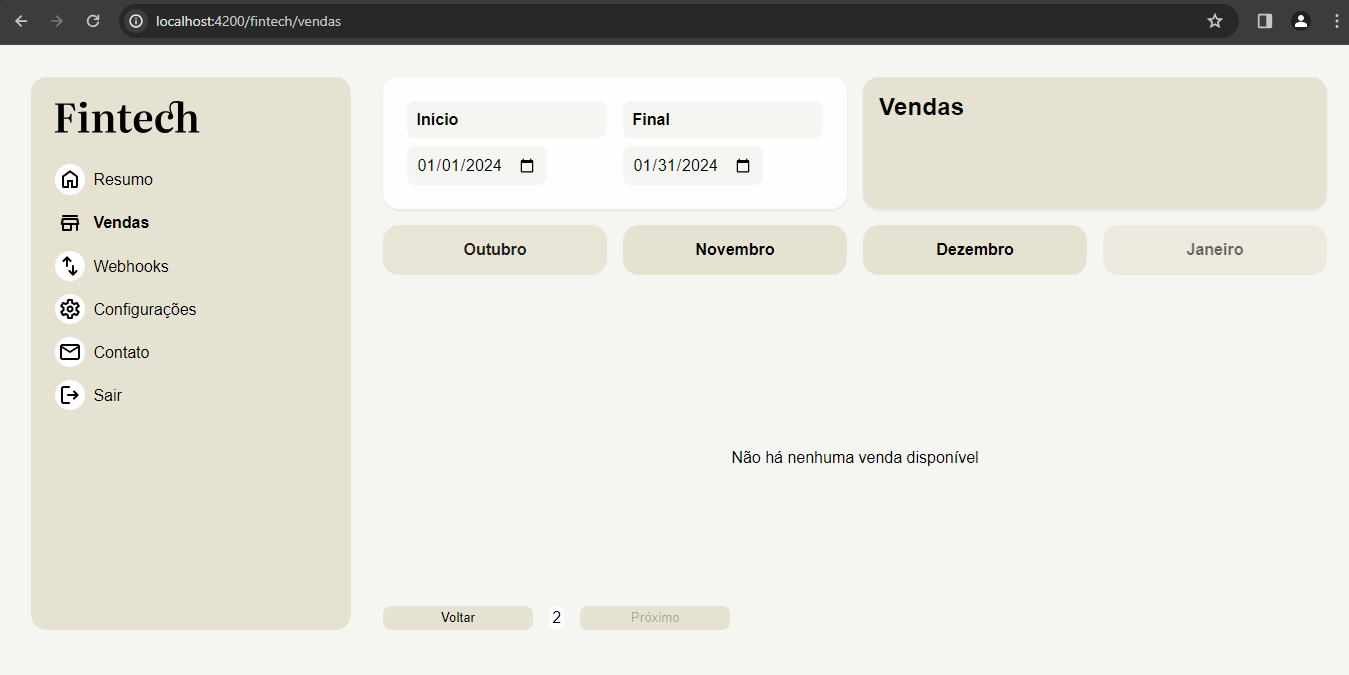 localhost:4200/fintech/vendas
Fintech
Resumo
Vendas
Webhooks
Configurações
Contato
Sair
Início
Final
01/01/2024
01/31/2024
Vendas
Outubro
Novembro
Dezembro
Janeiro
Não há nenhuma venda disponível
Voltar
2
Próximo